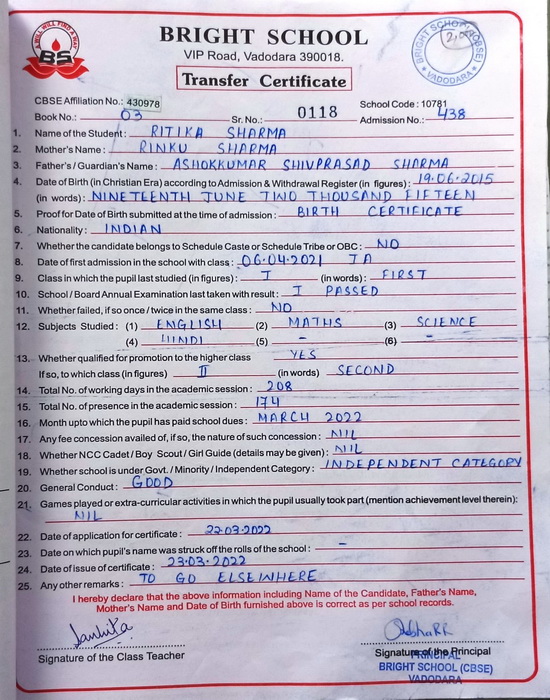 A WILL WILL FIND A WAY
BS
BRIGHT SCHOOL
VIP Road, Vadodara 390018.
Transfer Certificate
BRIGHT SCHOOL (CBSE)
VADODARA
CBSE Affiliation No.: 430978
School Code : 10781
Book No.: 03 Sr. No.: 0118 Admission No.: 438
1. Name of the Student : RITIKA SHARMA
2. Mother's Name : RINKU SHARMA
3. Father's / Guardian's Name : ASHOKKUMAR SHIVPRASAD SHARMA
4. Date of Birth (in Christian Era) according to Admission & Withdrawal Register (in figures) : 19.06.2015
(in words) : NINETEENTH JUNE TWO THOUSAND FIFTEEN
5. Proof for Date of Birth submitted at the time of admission : BIRTH CERTIFICATE
6. Nationality : INDIAN
7. Whether the candidate belongs to Schedule Caste or Schedule Tribe or OBC : NO
8. Date of first admission in the school with class : 06.04.2021 I A
9. Class in which the pupil last studied (in figures) : I (in words) : FIRST
10. School / Board Annual Examination last taken with result : I PASSED
11. Whether failed, if so once / twice in the same class : NO
12. Subjects Studied : (1) ENGLISH (2) MATHS (3) SCIENCE
(4) HINDI (5) - (6) -
13. Whether qualified for promotion to the higher class YES
If so, to which class (in figures) II (in words) SECOND
14. Total No. of working days in the academic session : 208
15. Total No. of presence in the academic session : 174
16. Month upto which the pupil has paid school dues : MARCH 2022
17. Any fee concession availed of, if so, the nature of such concession : NIL
18. Whether NCC Cadet / Boy Scout / Girl Guide (details may be given) : NIL
19. Whether school is under Govt. / Minority / Independent Category : INDEPENDENT CATEGORY
20. General Conduct : GOOD
21. Games played or extra-curricular activities in which the pupil usually took part (mention achievement level therein) :
NIL
22. Date of application for certificate : 22.03.2022
23. Date on which pupil's name was struck off the rolls of the school : -
24. Date of issue of certificate : 23.03.2022
25. Any other remarks : TO GO ELSEWHERE
I hereby declare that the above information including Name of the Candidate, Father's Name,
Mother's Name and Date of Birth furnished above is correct as per school records.
Signature of the Class Teacher
Signature of the Principal
PRINCIPAL
BRIGHT SCHOOL (CBSE)
VADODARA